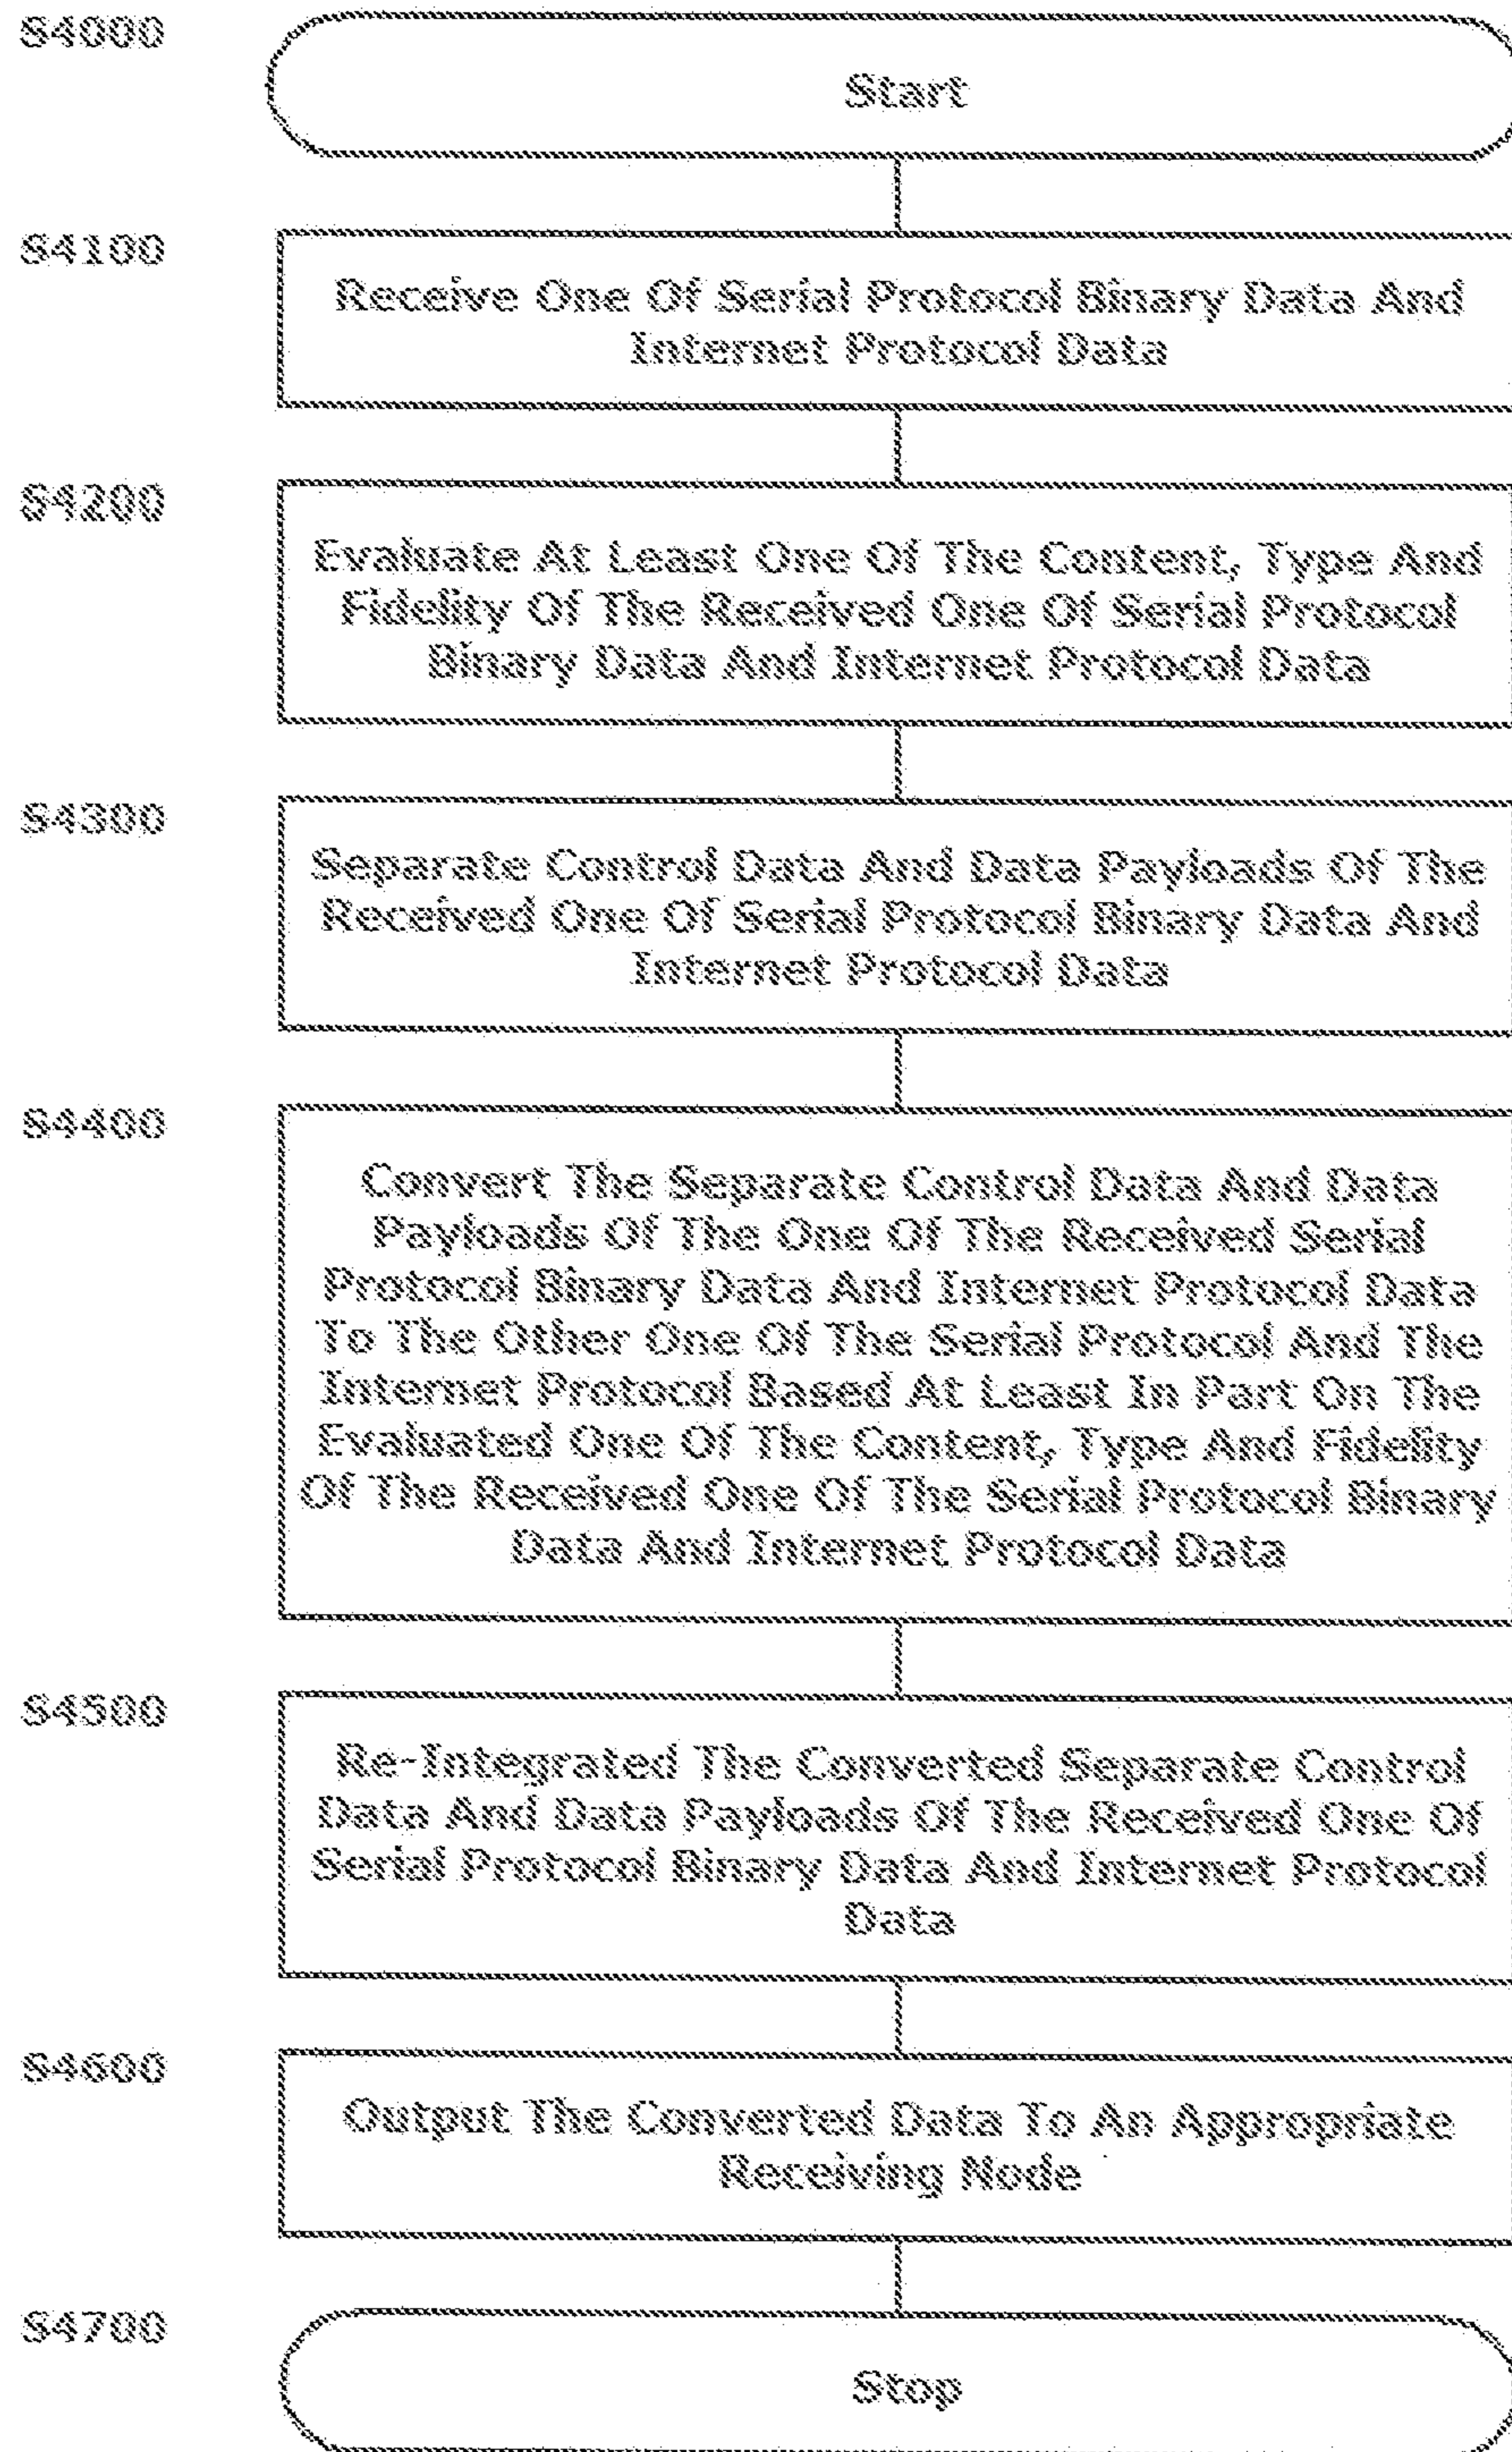 S4000
Start
S4100
Receive One Of Serial Protocol Binary Data And
Internet Protocol Data
S4200
Evaluate At Least One Of The Content, Type And
Fidelity Of The Received One Of Serial Protocol
Binary Data And Internet Protocol Data
S4300
Separate Control Data And Data Payloads Of The
Received One Of Serial Protocol Binary Data And
Internet Protocol Data
S4400
Convert The Separate Control Data And Data
Payloads Of The One Of The Received Serial
Protocol Binary Data And Internet Protocol Data
To The Other One Of The Serial Protocol And The
Internet Protocol Based At Least In Part On The
Evaluated One Of The Content, Type And Fidelity
Of The Received One Of The Serial Protocol Binary
Data And Internet Protocol Data
S4500
Re-Integrated The Converted Separate Control
Data And Data Payloads Of The Received One Of
Serial Protocol Binary Data And Internet Protocol
Data
S4600
Output The Converted Data To An Appropriate
Receiving Node
S4700
Stop